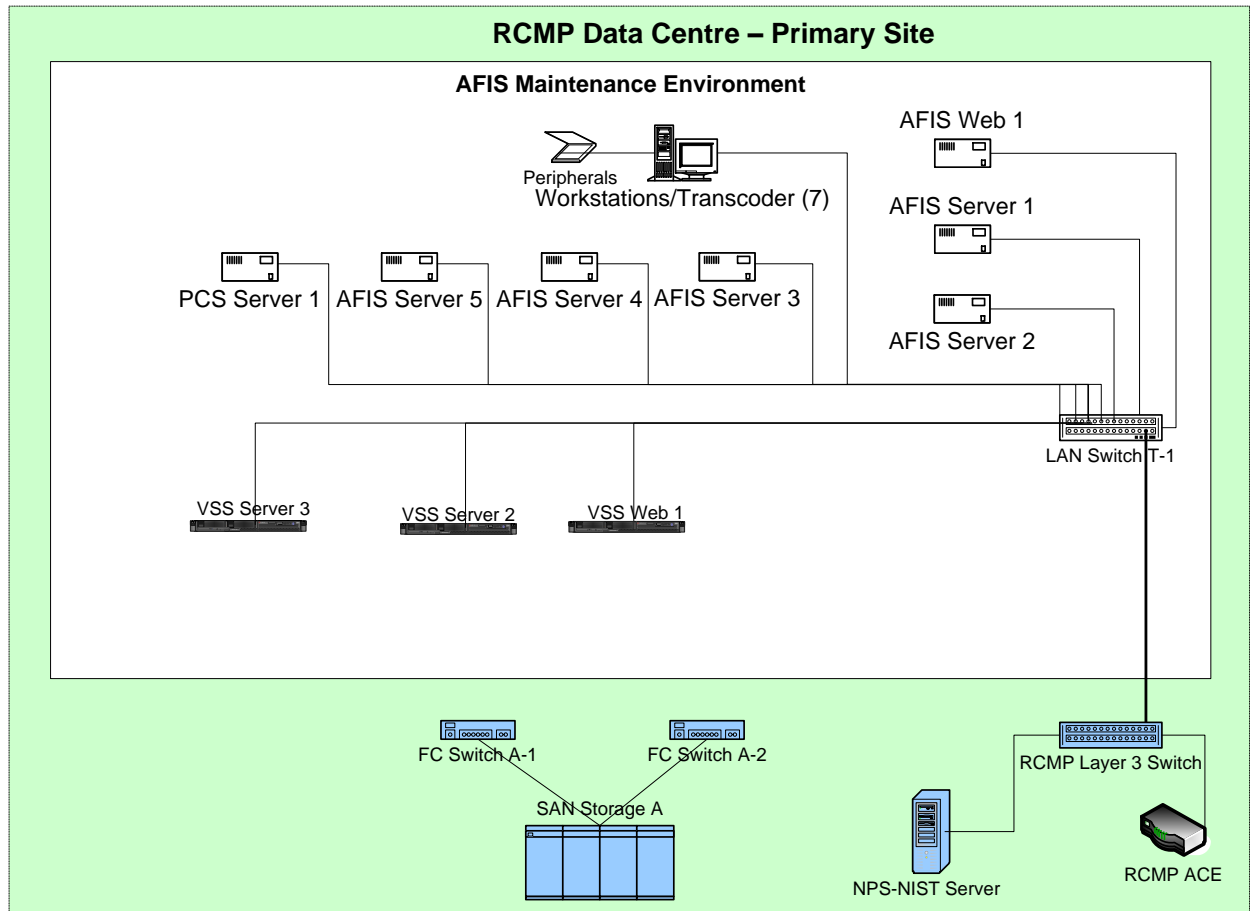 RCMP Data Centre – Primary Site
AFIS Maintenance Environment
AFIS Web 1
Peripherals
Workstations/Transcoder (7)
AFIS Server 1
PCS Server 1
AFIS Server 5
AFIS Server 4
AFIS Server 3
AFIS Server 2
LAN Switch T-1
VSS Server 3
VSS Server 2
VSS Web 1
FC Switch A-1
FC Switch A-2
RCMP Layer 3 Switch
SAN Storage A
NPS-NIST Server
RCMP ACE